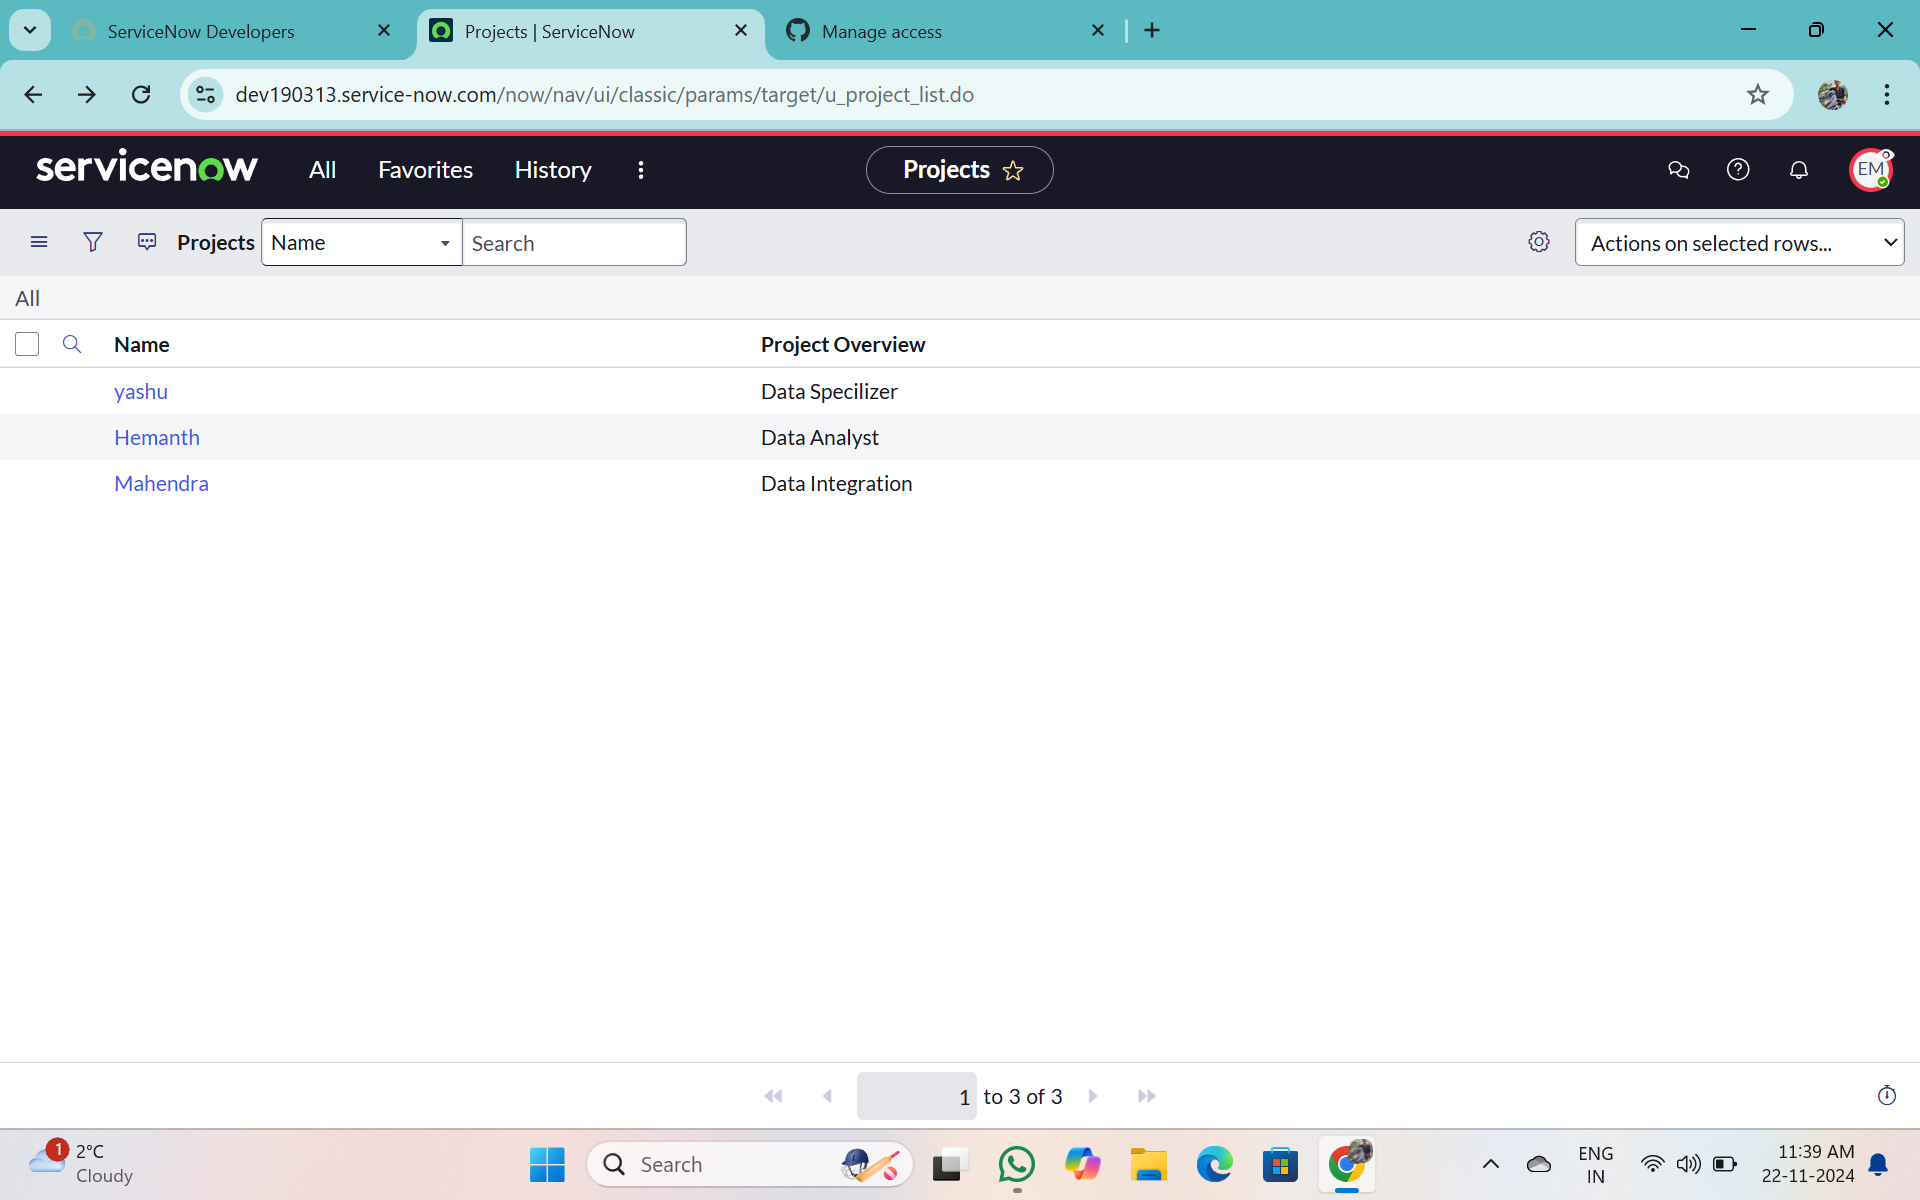 ServiceNow Developers
Projects | ServiceNow
Manage access
dev190313.service-now.com/now/nav/ui/classic/params/target/u_project_list.do
servicenow All Favorites History Projects EM
Projects Name Search Actions on selected rows...
All
Name Project Overview
yashu Data Specilizer
Hemanth Data Analyst
Mahendra Data Integration
1 to 3 of 3
1 2°C
Cloudy
Search
ENG
IN
11:39 AM
22-11-2024